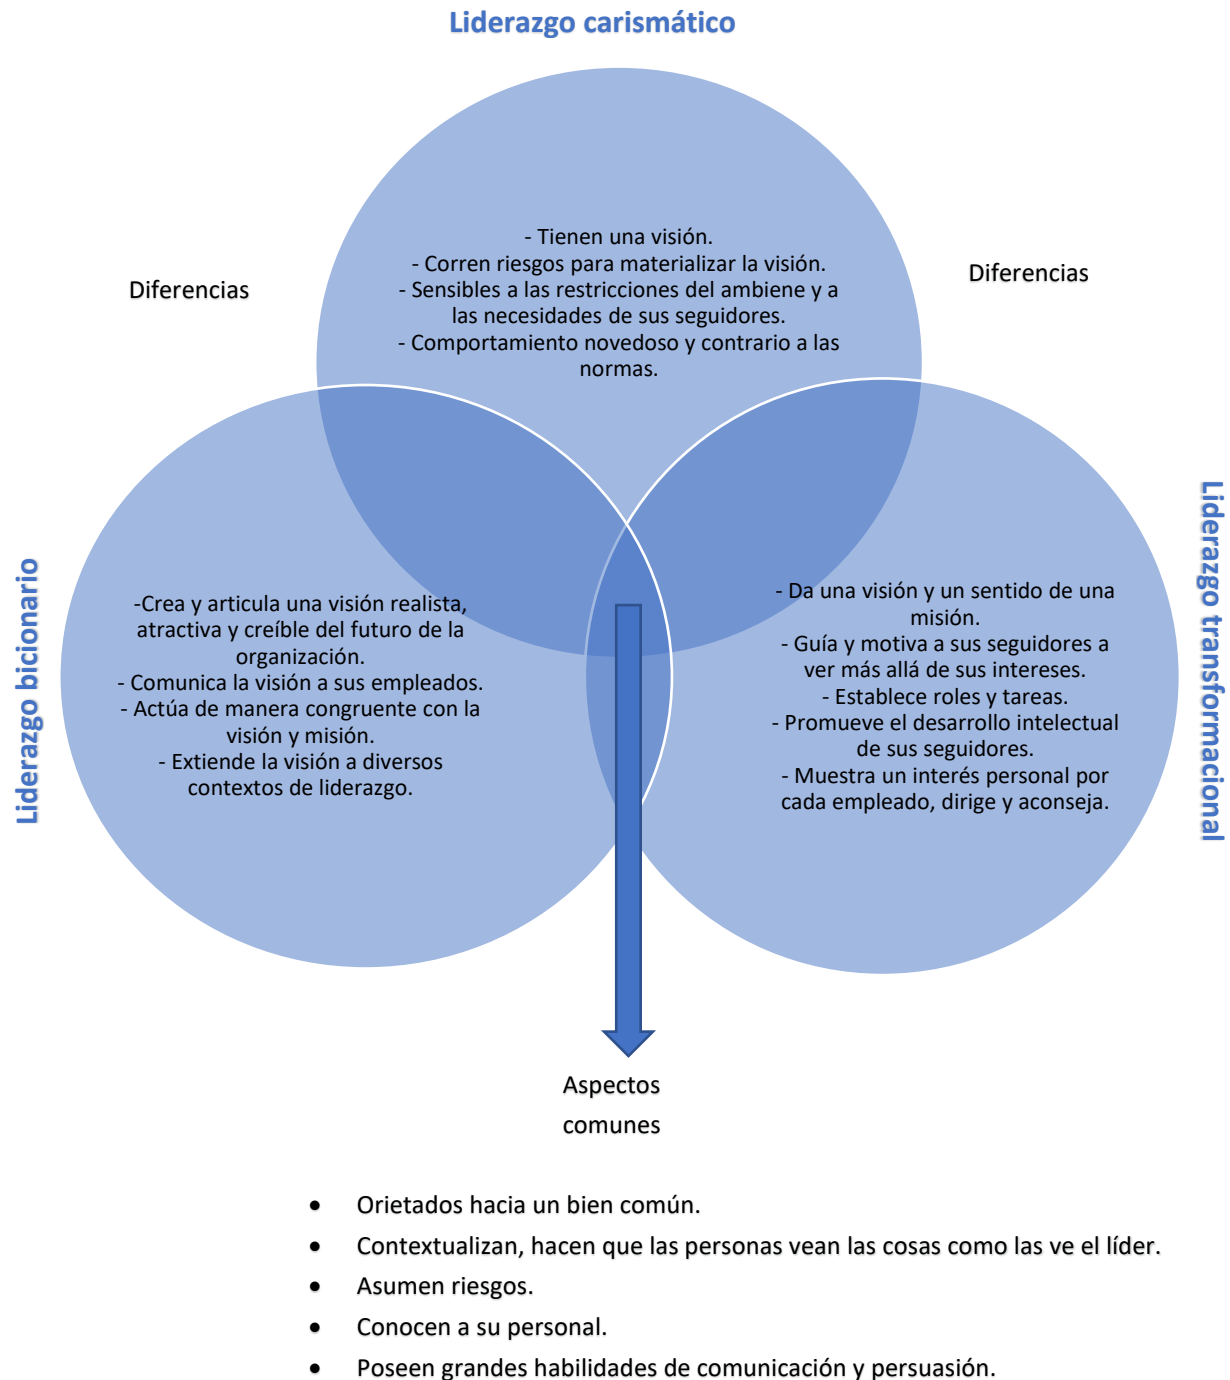 Liderazgo carismático
- Tienen una visión.
- Corren riesgos para materializar la visión.
- Sensibles a las restricciones del ambiene y a
las necesidades de sus seguidores.
- Comportamiento novedoso y contrario a las
normas.
Diferencias
Diferencias
Liderazgo bicionario
-Crea y articula una visión realista,
atractiva y creíble del futuro de la
organización.
- Comunica la visión a sus empleados.
- Actúa de manera congruente con la
visión y misión.
- Extiende la visión a diversos
contextos de liderazgo.
- Da una visión y un sentido de una
misión.
- Guía y motiva a sus seguidores a
ver más allá de sus intereses.
- Establece roles y tareas.
- Promueve el desarrollo intelectual
de sus seguidores.
- Muestra un interés personal por
cada empleado, dirige y aconseja.
Liderazgo transformacional
Aspectos
comunes
• Orietados hacia un bien común.
• Contextualizan, hacen que las personas vean las cosas como las ve el líder.
• Asumen riesgos.
• Conocen a su personal.
• Poseen grandes habilidades de comunicación y persuasión.